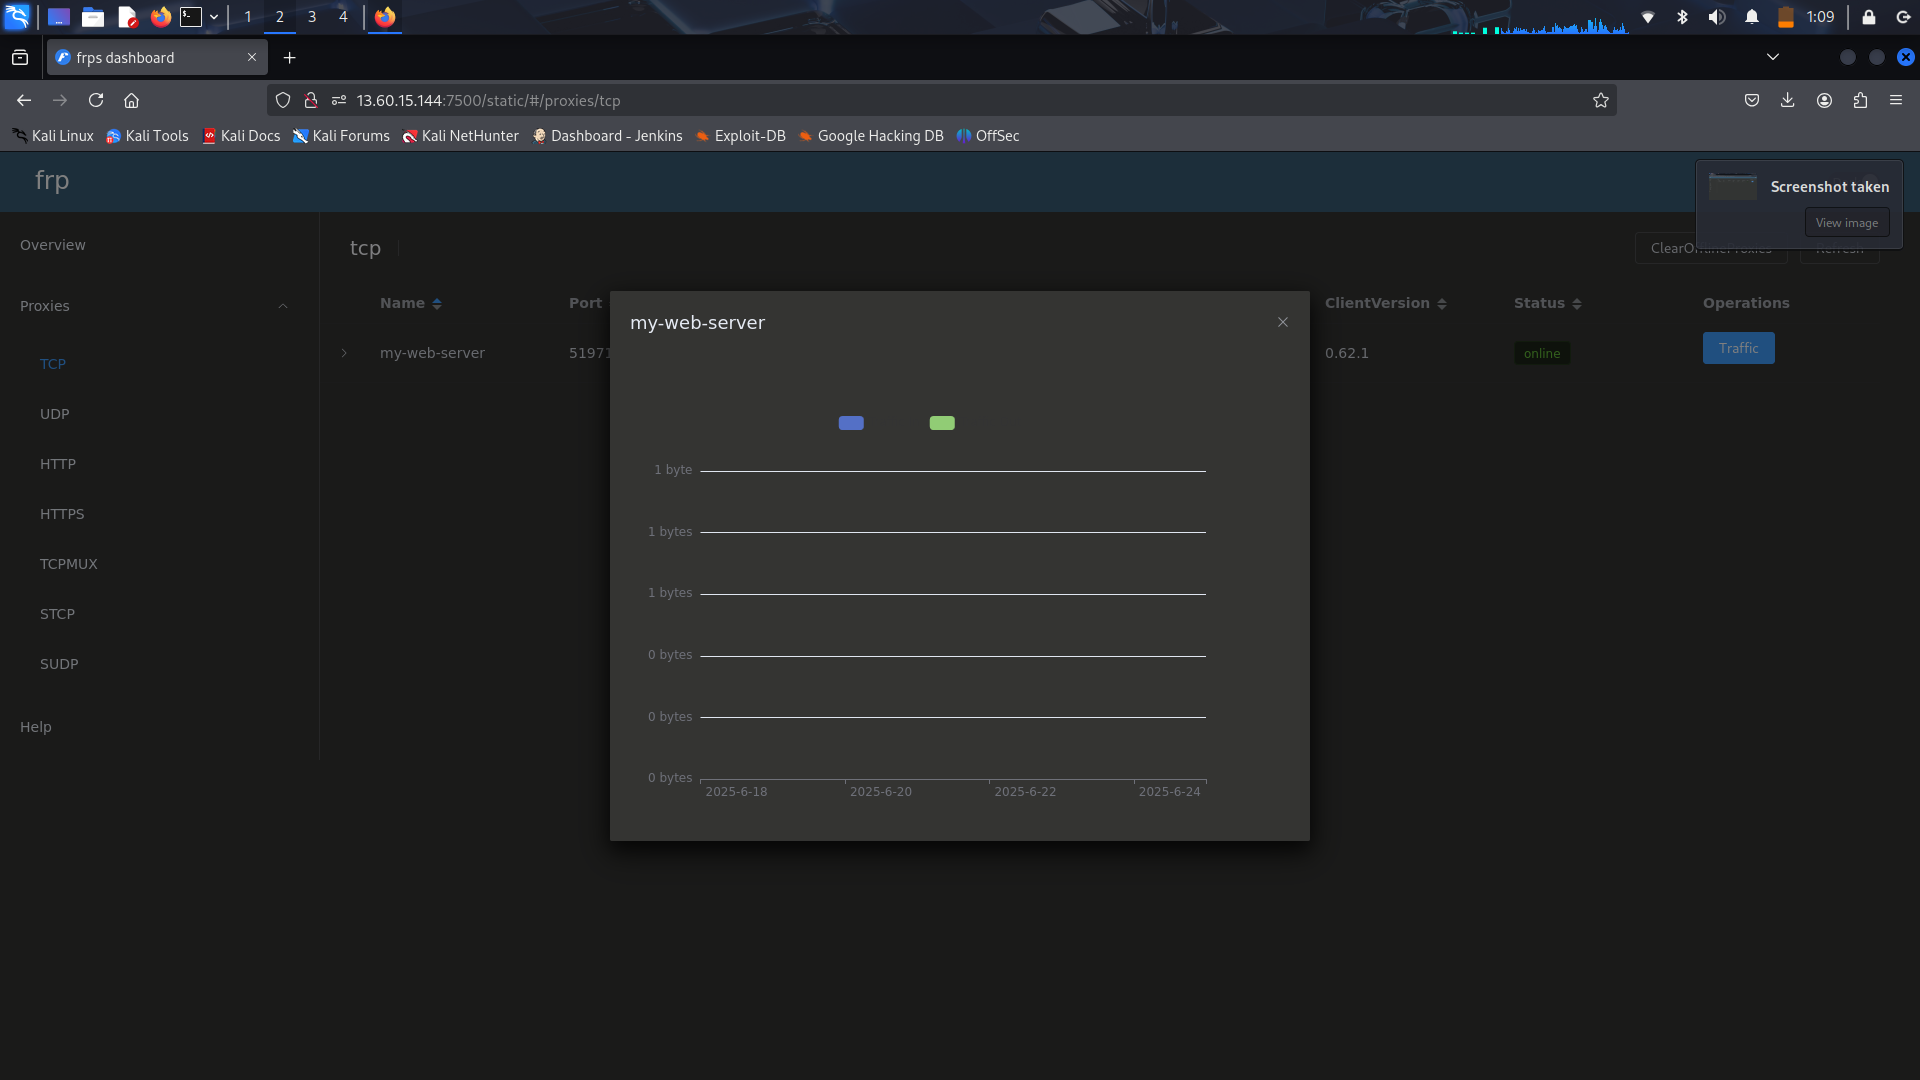 1 2 3 4 1:09
frps dashboard
13.60.15.144:7500/static/#/proxies/tcp
Kali Linux Kali Tools Kali Docs Kali Forums Kali NetHunter Dashboard - Jenkins Exploit-DB Google Hacking DB OffSec
frp
Screenshot taken
View image
Overview
tcp
ClearOfflineProxies Refresh
Proxies
Name Port ClientVersion Status Operations
my-web-server 51971 0.62.1 online Traffic
TCP
UDP
HTTP
HTTPS
TCPMUX
STCP
SUDP
Help
my-web-server
1 byte
1 bytes
1 bytes
0 bytes
0 bytes
0 bytes
2025-6-18 2025-6-20 2025-6-22 2025-6-24